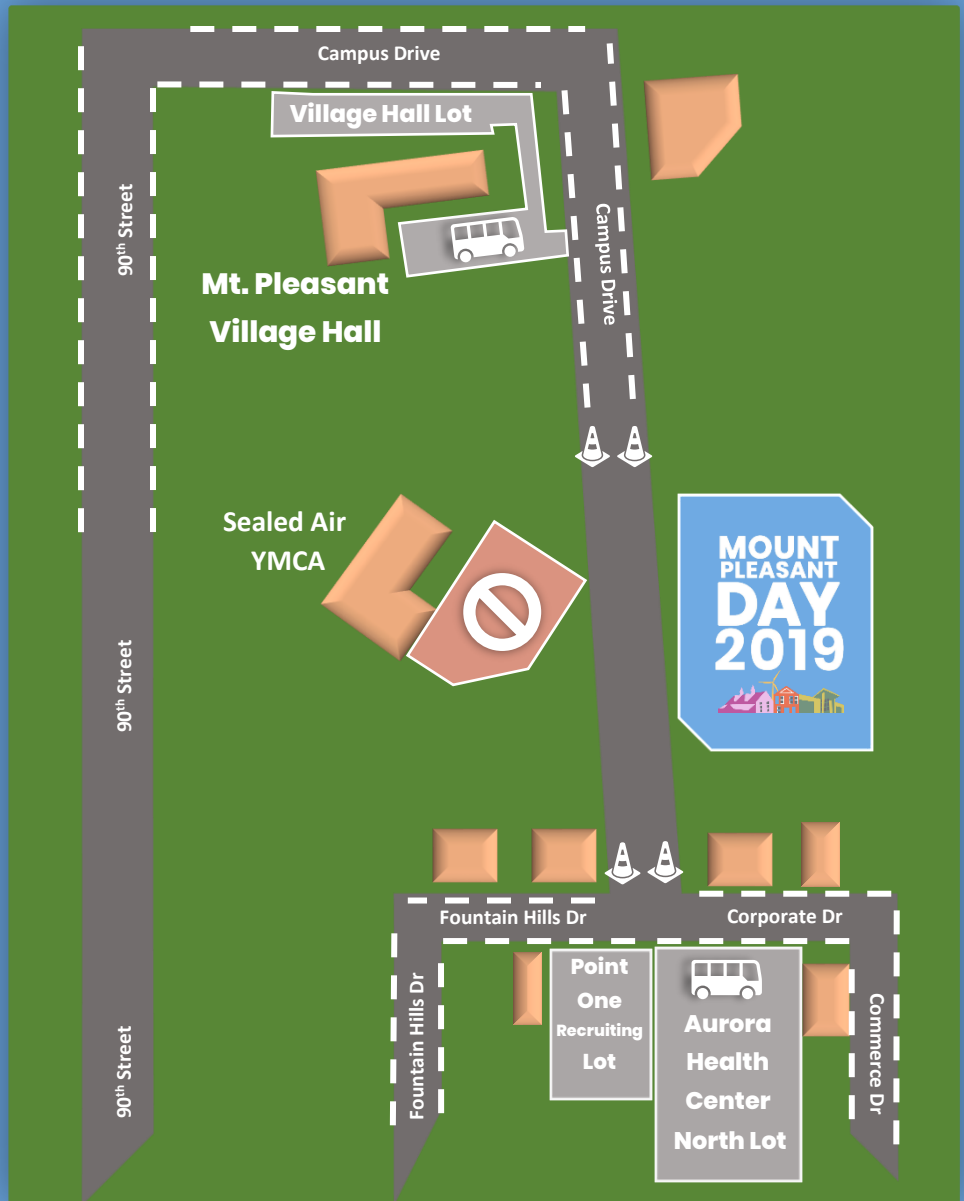 Campus Drive
Village Hall Lot
90th Street
Campus Drive
Mt. Pleasant
Village Hall
Sealed Air
YMCA
MOUNT
PLEASANT
DAY
2019
90th Street
Fountain Hills Dr
Corporate Dr
Point
One
Recruiting
Lot
Aurora
Health
Center
North Lot
Fountain Hills Dr
Commerce Dr
90th Street